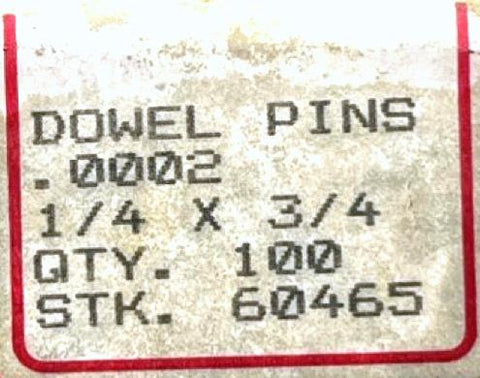 DOWEL PINS
.0002
1/4 X 3/4
QTY. 100
STK. 60465